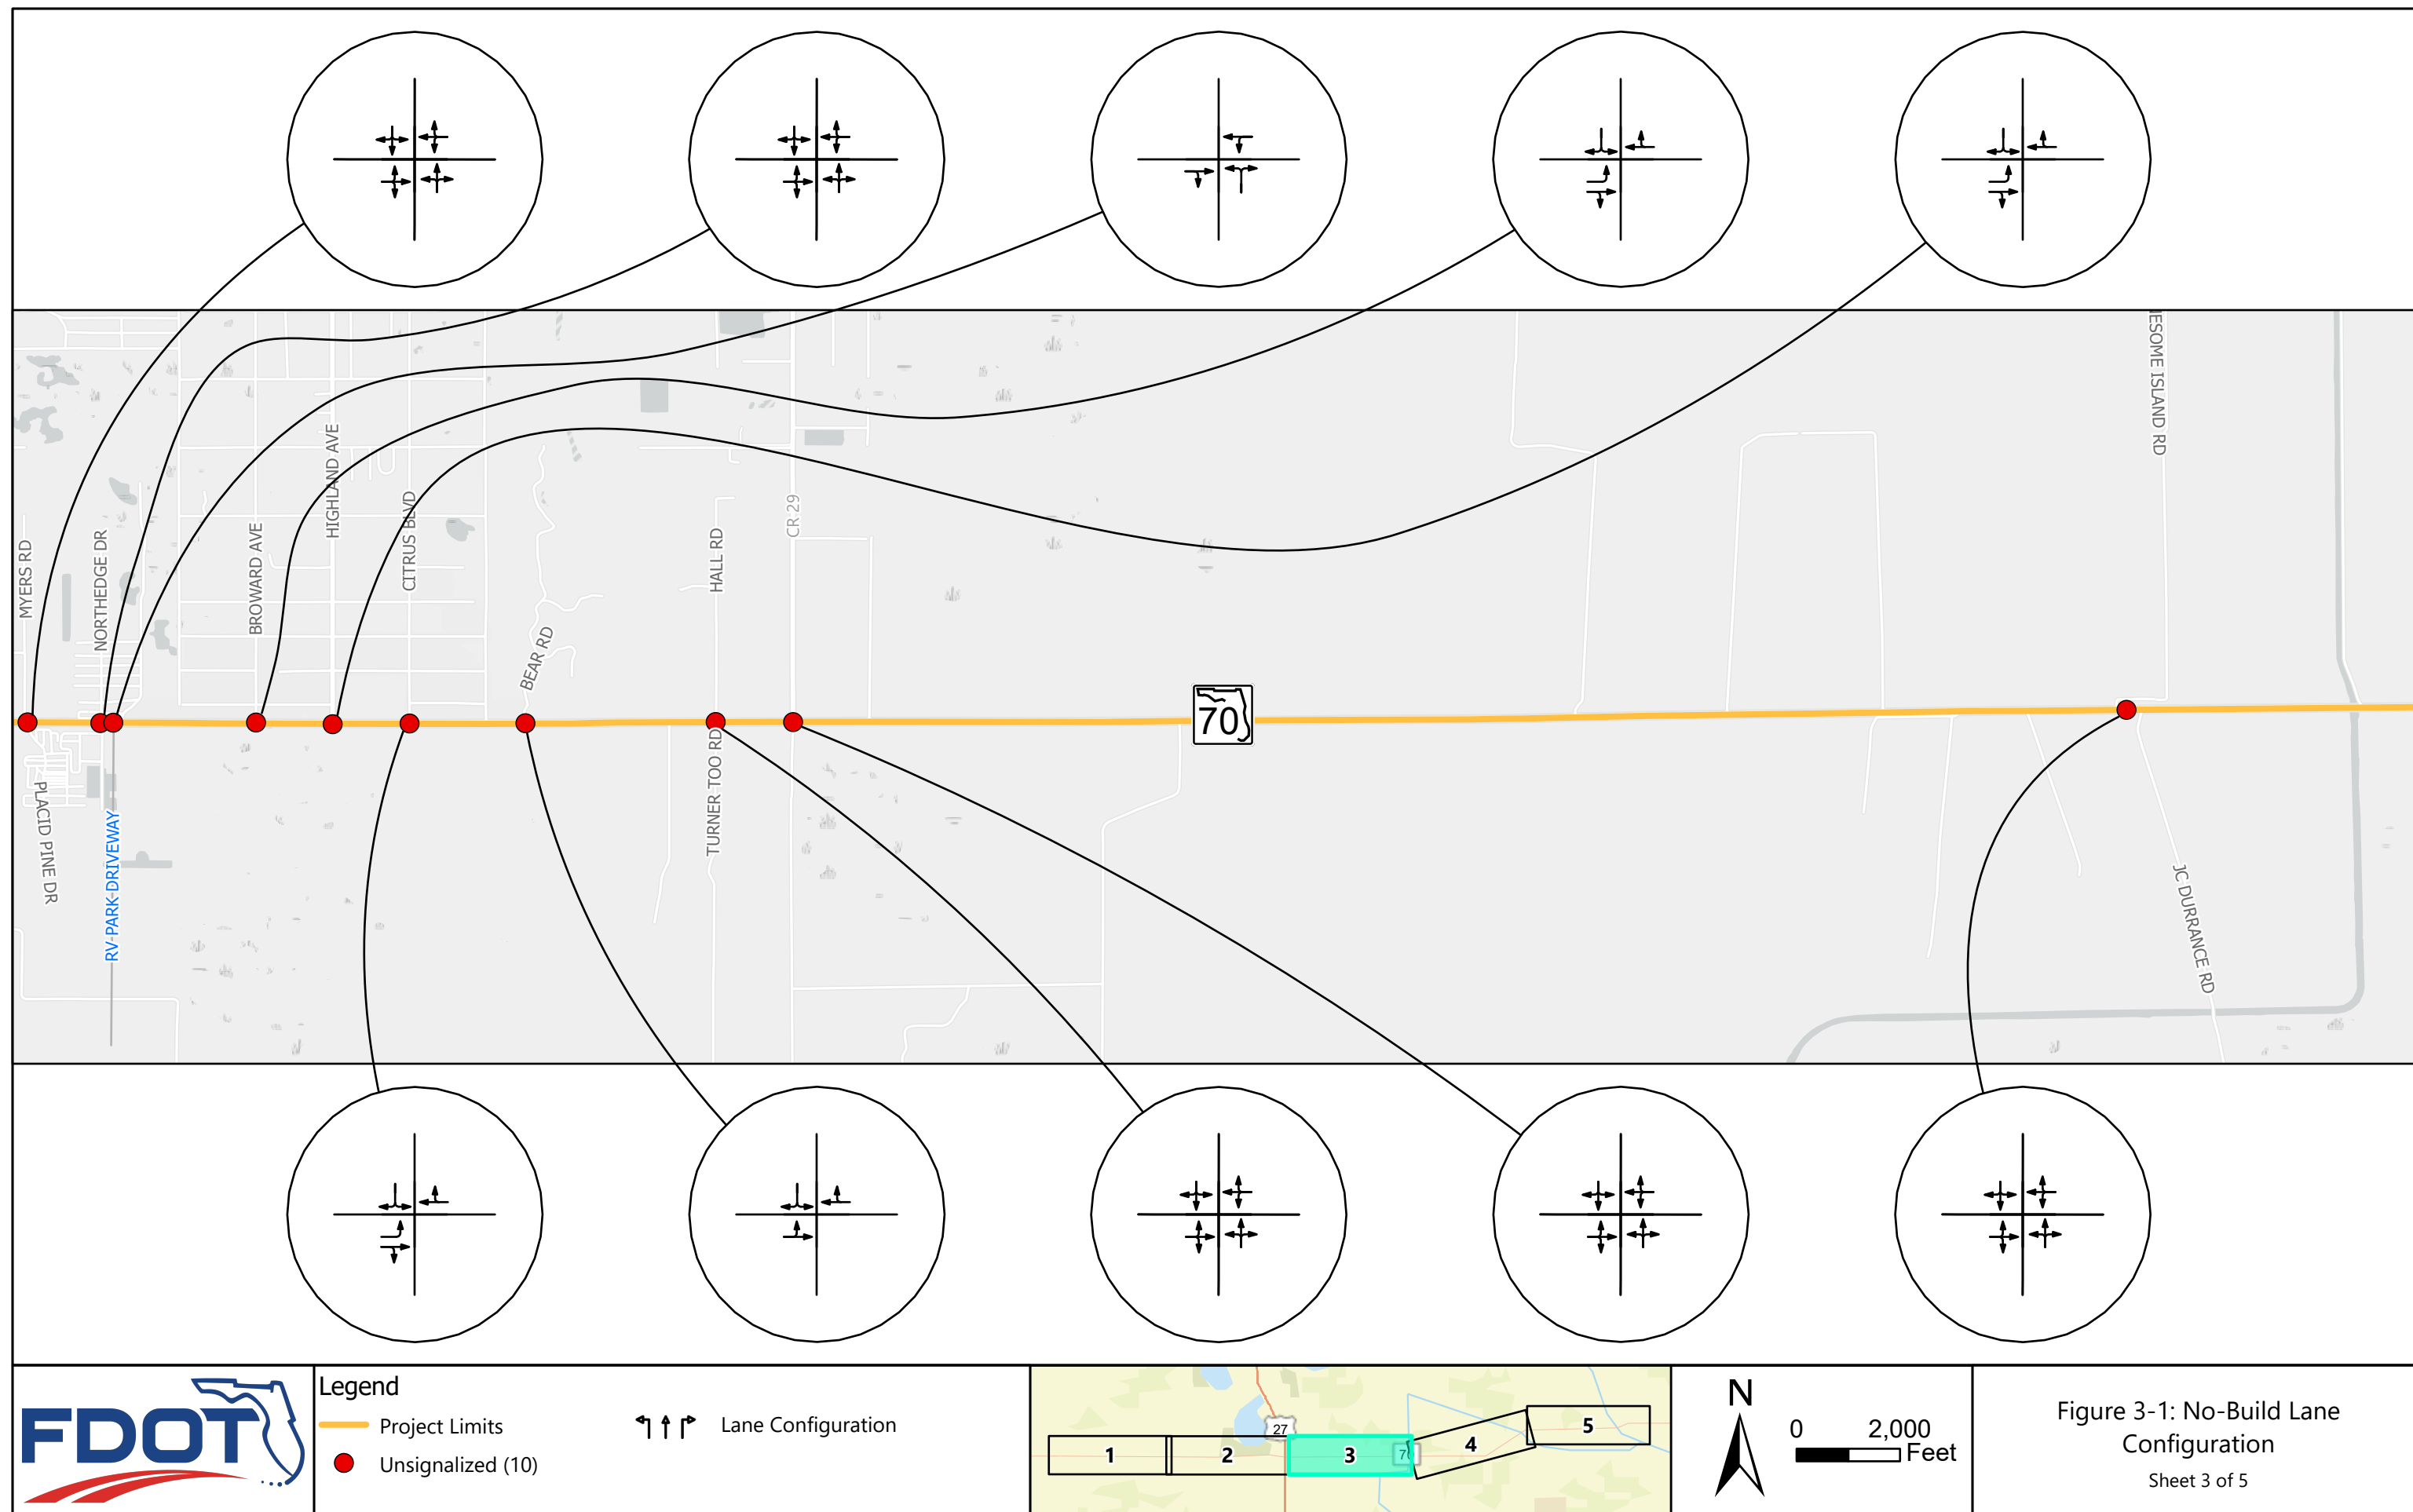 MYERS RD
NORTHEDGE DR
BROWARD AVE
HIGHLAND AVE
CITRUS BLVD
BEAR RD
HALL RD
CR 29
IESOME ISLAND RD
70
PLACID PINE DR
RV-PARK-DRIVEWAY
TURNER TOO RD
JC DURRANCE RD
FDOT
Legend
Project Limits
Unsignalized (10)
Lane Configuration
27
1
2
3
4
5
N
0 2,000
Feet
Figure 3-1: No-Build Lane
Configuration
Sheet 3 of 5